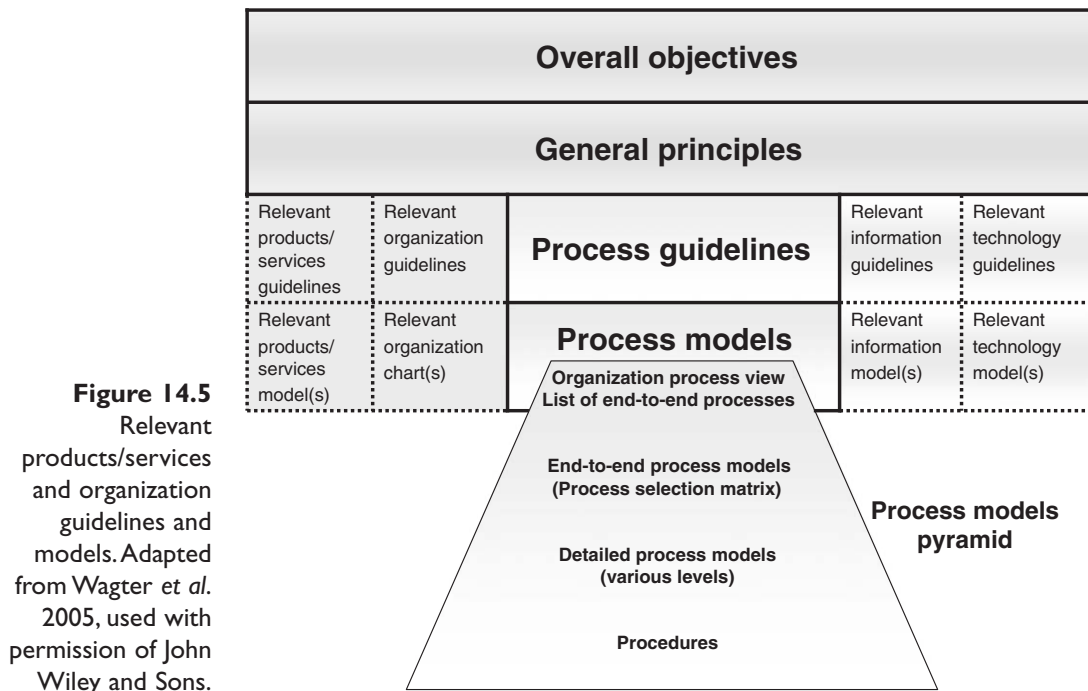 Overall objectives
General principles
Relevant
products/
services
guidelines
Relevant
organization
guidelines
Process guidelines
Relevant
information
guidelines
Relevant
technology
guidelines
Relevant
products/
services
model(s)
Relevant
organization
chart(s)
Process models
Relevant
information
model(s)
Relevant
technology
model(s)
Organization process view
List of end-to-end processes
End-to-end process models
(Process selection matrix)
Detailed process models
(various levels)
Procedures
Process models
pyramid
Figure 14.5
Relevant
products/services
and organization
guidelines and
models. Adapted
from Wagter et al.
2005, used with
permission of John
Wiley and Sons.